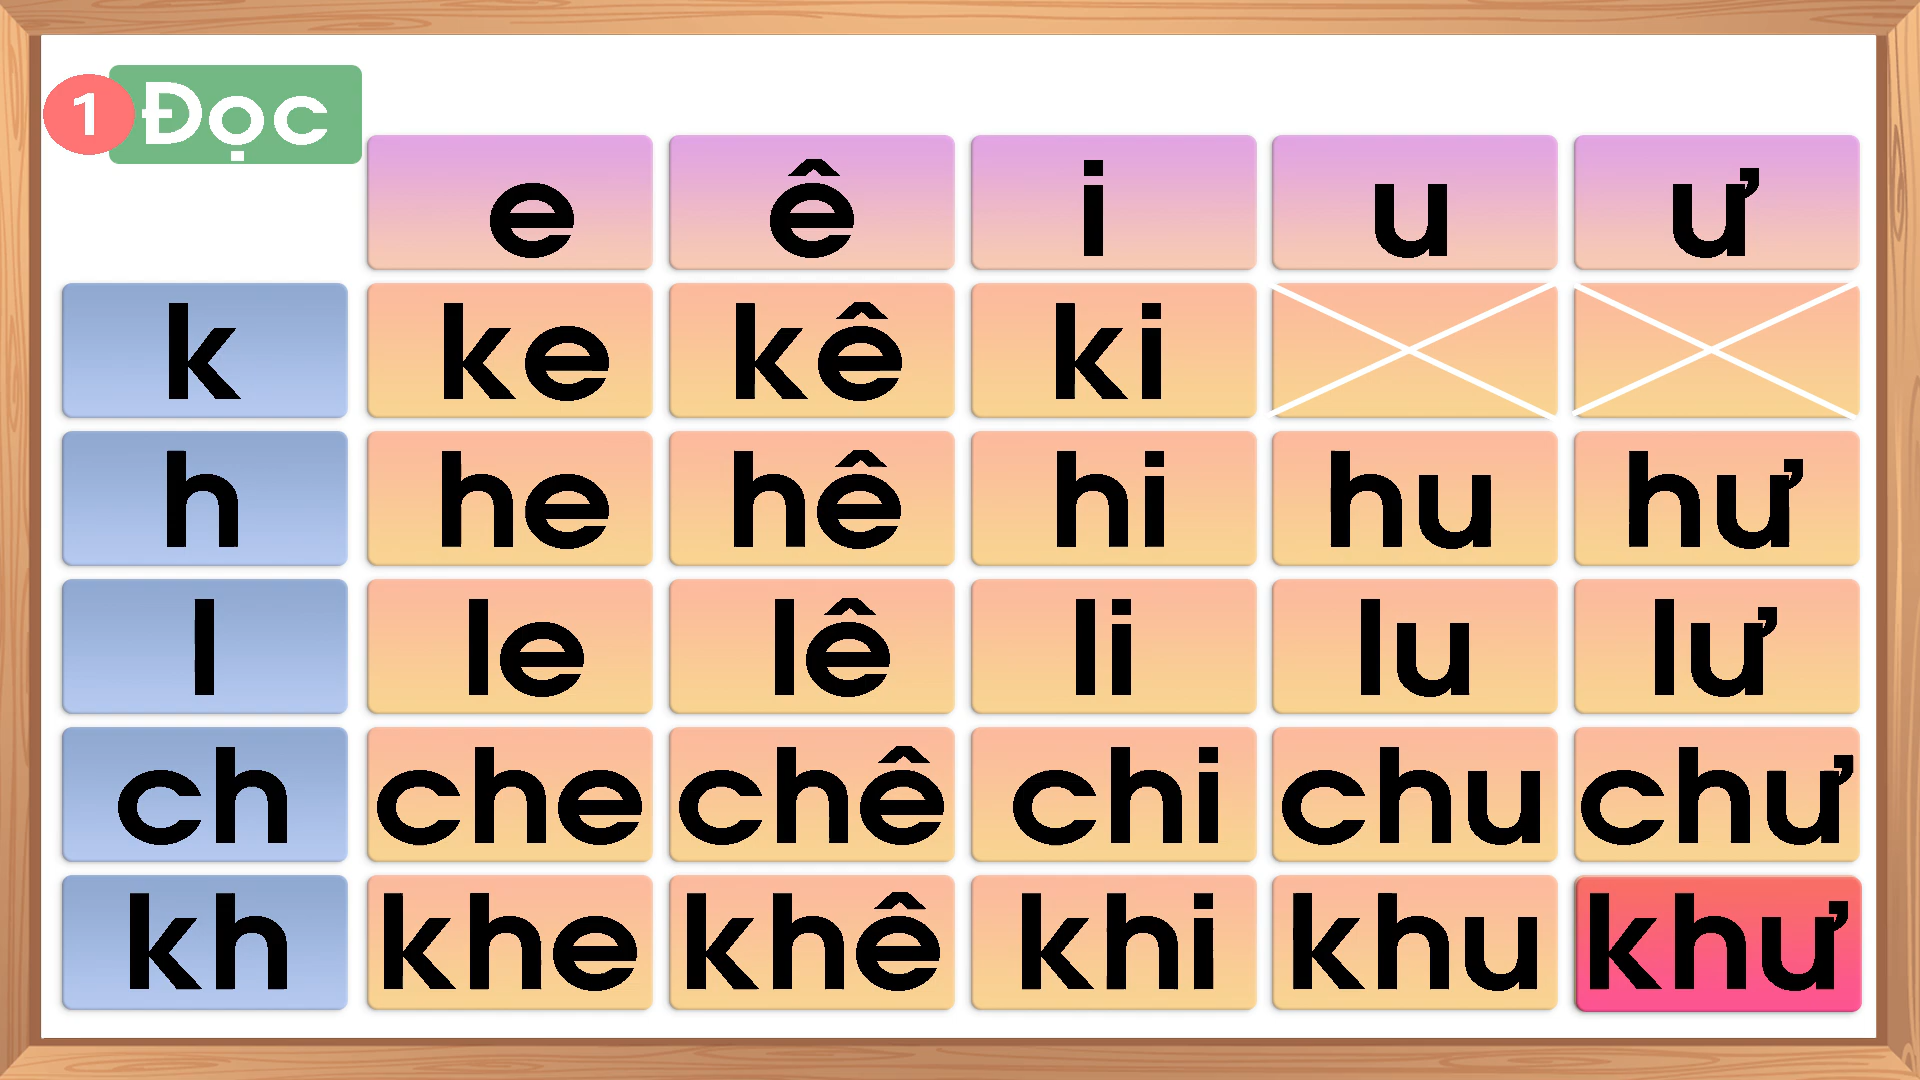 1 Đọc
e ê i u ư
k ke kê ki
h he hê hi hu hư
l le lê li lu lư
ch che chê chi chu chư
kh khe khê khi khu khư